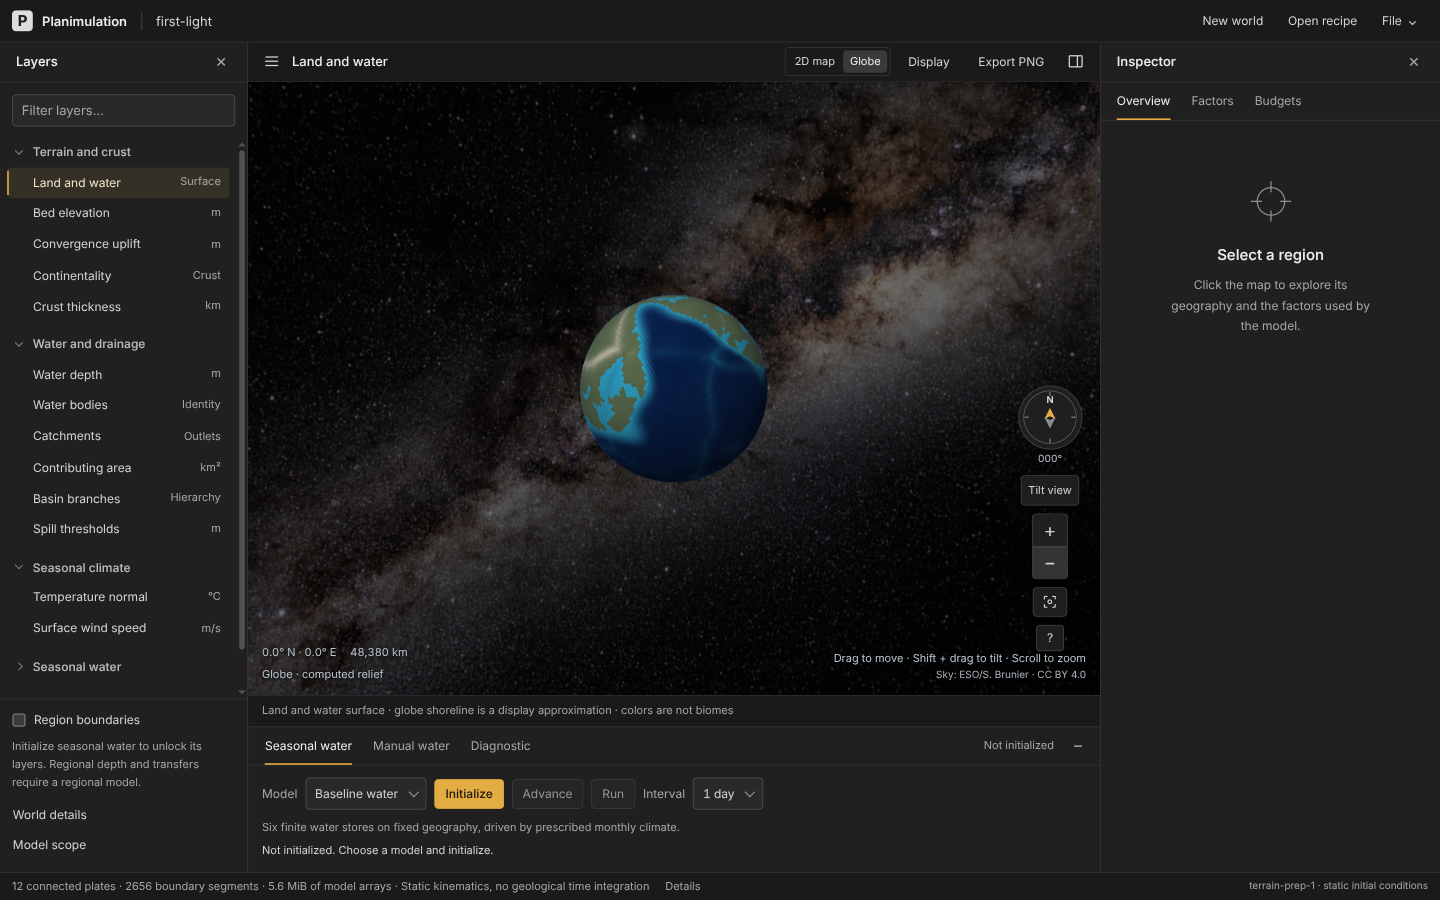 P Planimulation first-light New world Open recipe File
Layers
Land and water 2D map Globe Display Export PNG
Inspector
Filter layers...
Overview Factors Budgets
Terrain and crust
Land and water Surface
Bed elevation m
Convergence uplift m
Continentality Crust
Crust thickness km
Water and drainage
Water depth m
Water bodies Identity
Catchments Outlets
Contributing area km²
Basin branches Hierarchy
Spill thresholds m
Seasonal climate
Temperature normal °C
Surface wind speed m/s
Seasonal water
Region boundaries
Initialize seasonal water to unlock its
layers. Regional depth and transfers
require a regional model.
World details
Model scope
N
000°
Tilt view
+
−
?
0.0° N · 0.0° E 48,380 km
Globe · computed relief
Drag to move · Shift + drag to tilt · Scroll to zoom
Sky: ESO/S. Brunier · CC BY 4.0
Land and water surface · globe shoreline is a display approximation · colors are not biomes
Seasonal water Manual water Diagnostic Not initialized −
Model Baseline water Initialize Advance Run Interval 1 day
Six finite water stores on fixed geography, driven by prescribed monthly climate.
Not initialized. Choose a model and initialize.
Select a region
Click the map to explore its
geography and the factors used by
the model.
12 connected plates · 2656 boundary segments · 5.6 MiB of model arrays · Static kinematics, no geological time integration Details
terrain-prep-1 · static initial conditions